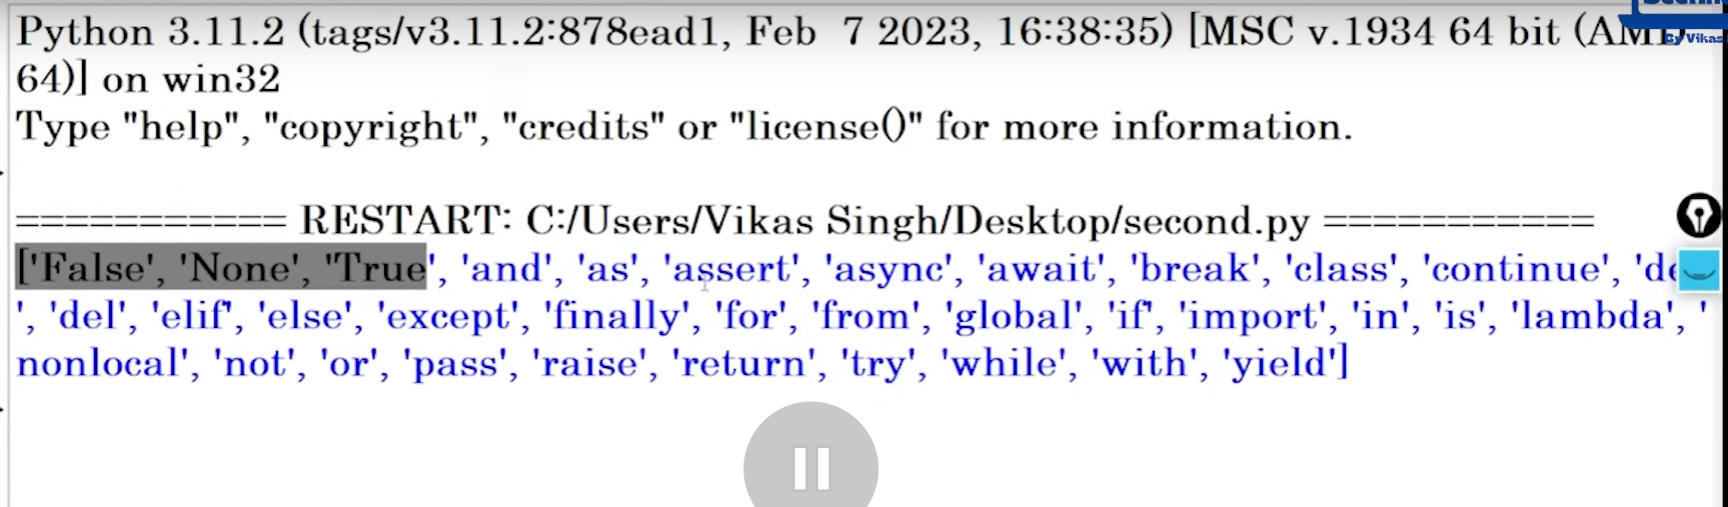 Python 3.11.2 (tags/v3.11.2:878ead1, Feb  7 2023, 16:38:35) [MSC v.1934 64 bit (AMD
By Vikas
64)] on win32
Type "help", "copyright", "credits" or "license()" for more information.
=========== RESTART: C:/Users/Vikas Singh/Desktop/second.py ===========
['False', 'None', 'True', 'and', 'as', 'assert', 'async', 'await', 'break', 'class', 'continue', 'de
', 'del', 'elif', 'else', 'except', 'finally', 'for', 'from', 'global', 'if', 'import', 'in', 'is', 'lambda', '
nonlocal', 'not', 'or', 'pass', 'raise', 'return', 'try', 'while', 'with', 'yield']